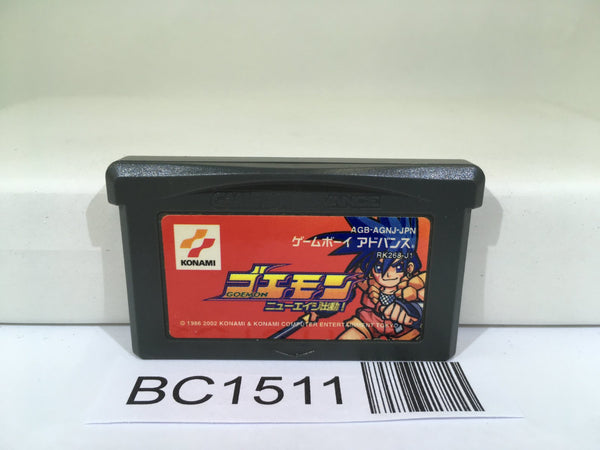 GAME BOY ADVANCE
AGB-AGNJ-JPN
ゲームボーイ アドバンス
RK268-J1
KONAMI
ゴエモン
GOEMON
ニューエイジ出動!
© 1986 2002 KONAMI & KONAMI COMPUTER ENTERTAINMENT TOKYO
BC1511